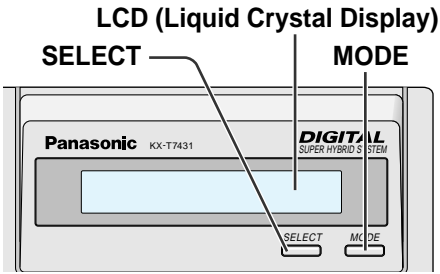 LCD (Liquid Crystal Display)
SELECT MODE
Panasonic KX-T7431 DIGITAL
SUPER HYBRID SYSTEM
SELECT MODE